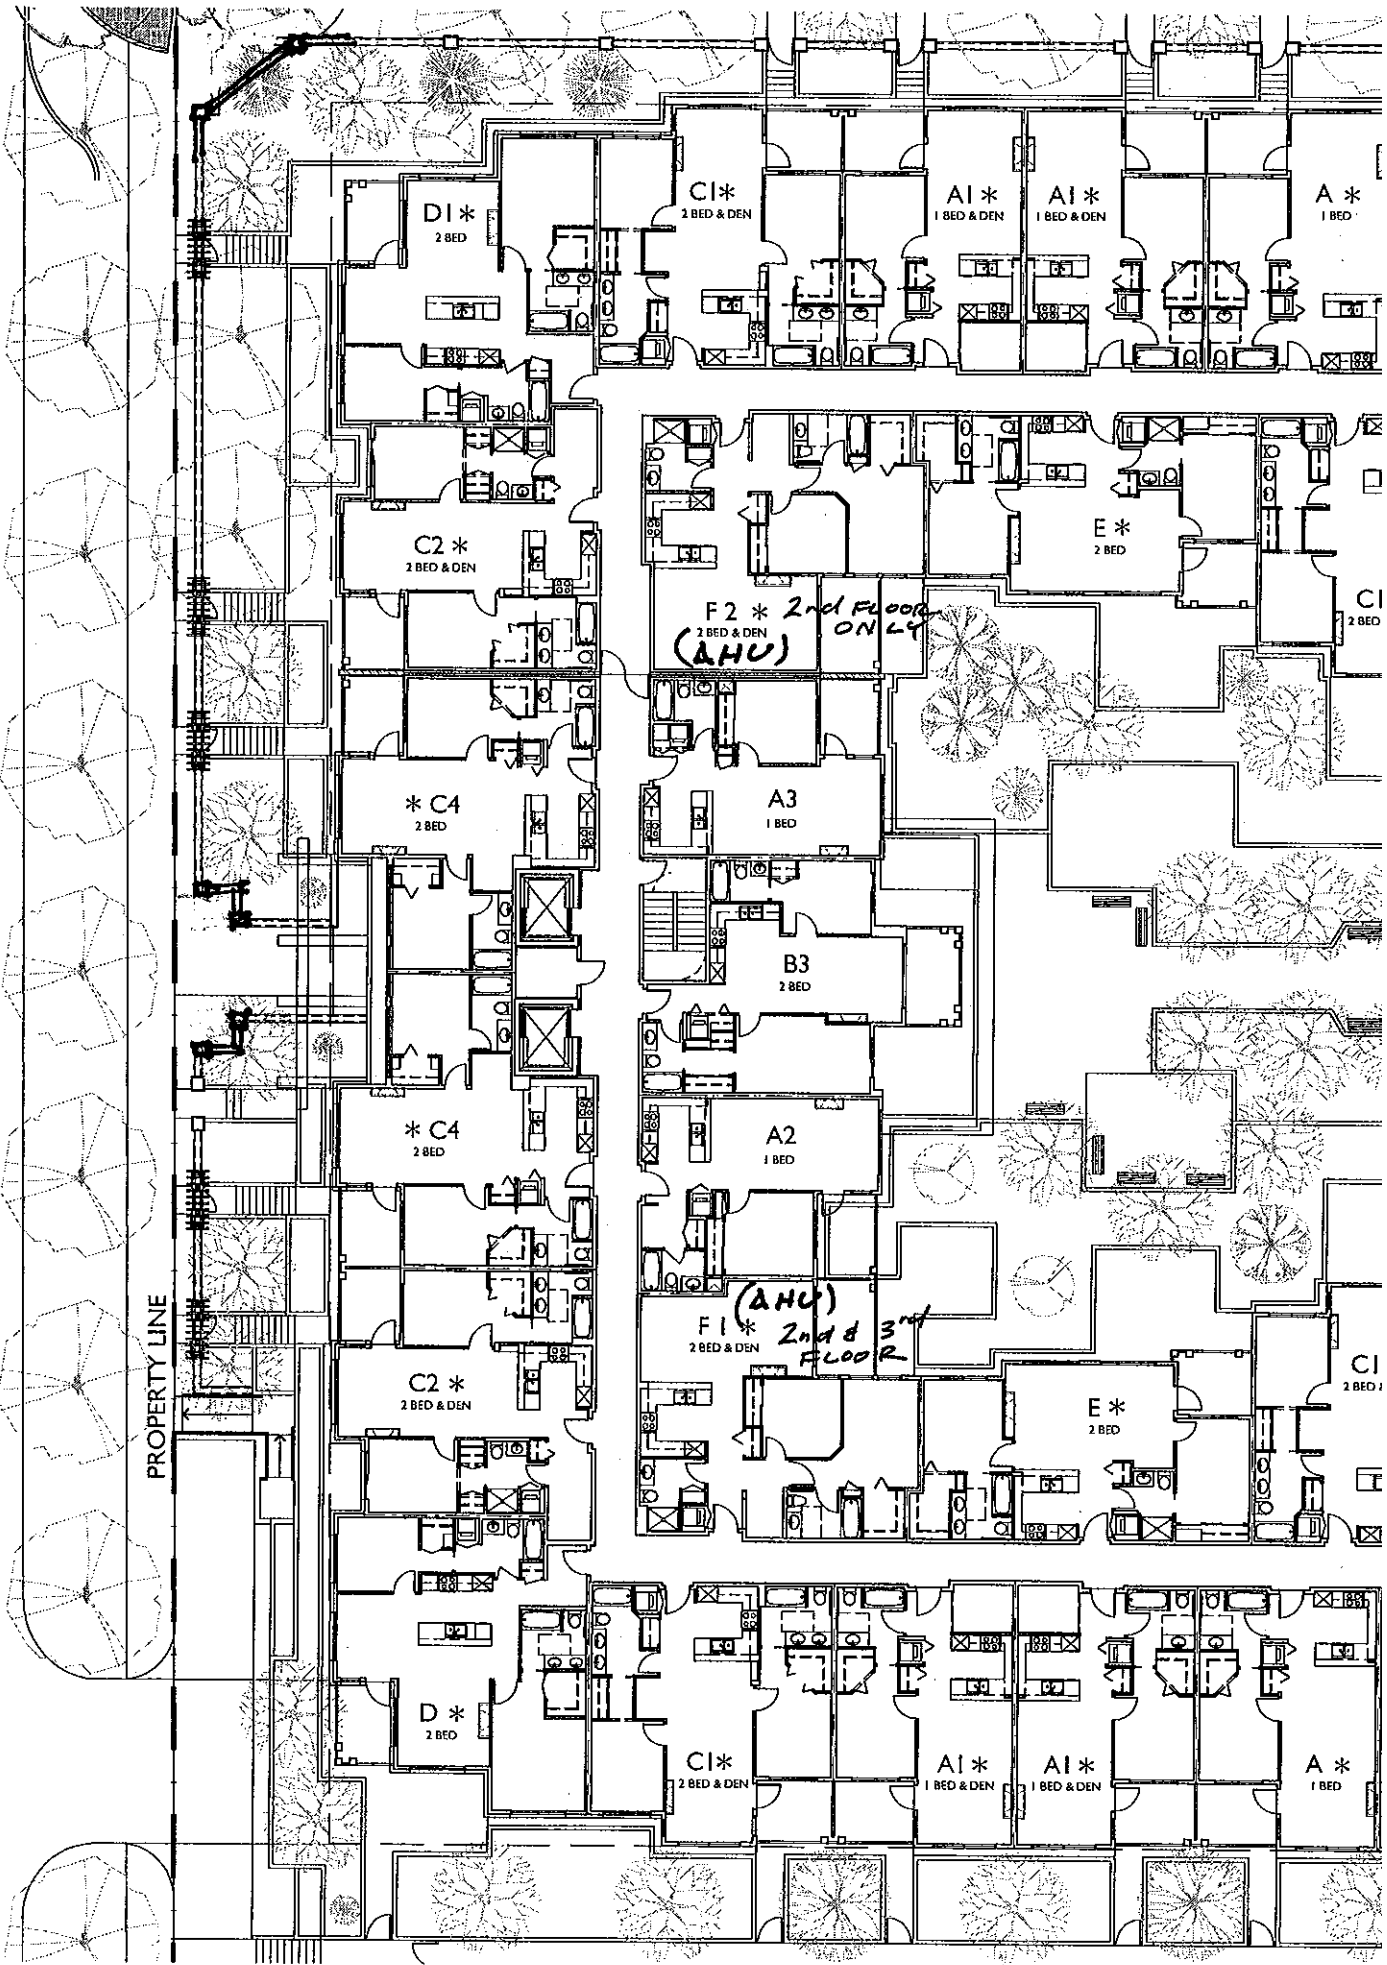 D1 *
2 BED
C1 *
2 BED & DEN
A1 *
1 BED & DEN
A1 *
1 BED & DEN
A *
1 BED
C2 *
2 BED & DEN
E *
2 BED
F 2 * 2nd FLOOR
2 BED & DEN ONLY
(AHU)
C1
2 BED
* C4
2 BED
A3
1 BED
B3
2 BED
* C4
2 BED
A2
1 BED
PROPERTY LINE
(AHU)
F 1 * 2nd & 3rd
2 BED & DEN FLOOR
C2 *
2 BED & DEN
E *
2 BED
C1
2 BED &
D *
2 BED
C1 *
2 BED & DEN
A1 *
1 BED & DEN
A1 *
1 BED & DEN
A *
1 BED